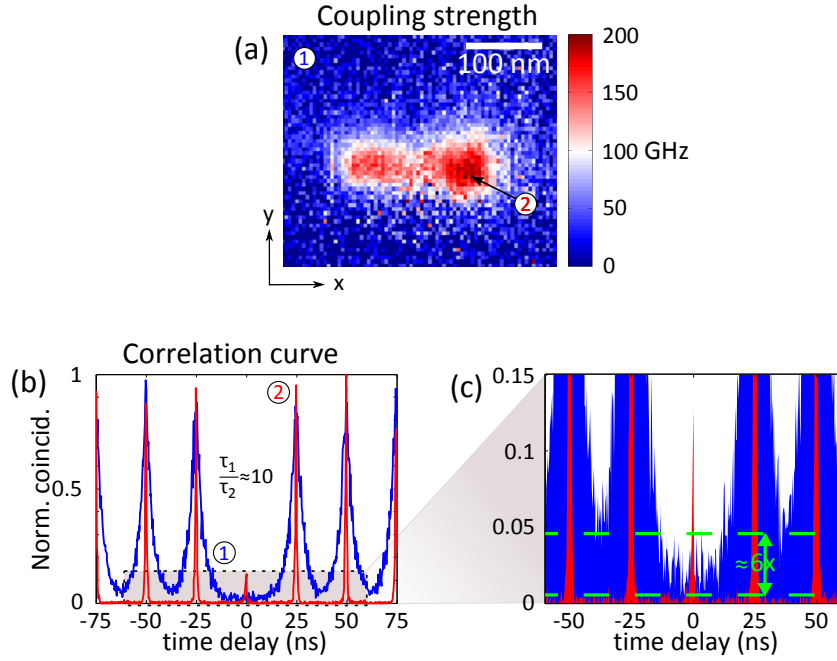 Coupling strength
(a)
1
100 nm
2
200
150
100
50
0
GHz
y
x
Correlation curve
(b)
Norm. coincid.
1
0.5
0
2
τ1/τ2≈10
1
-75 -50 -25 0 25 50 75
time delay (ns)
(c)
0.15
0.1
0.05
0
≈6x
-50 -25 0 25 50
time delay (ns)